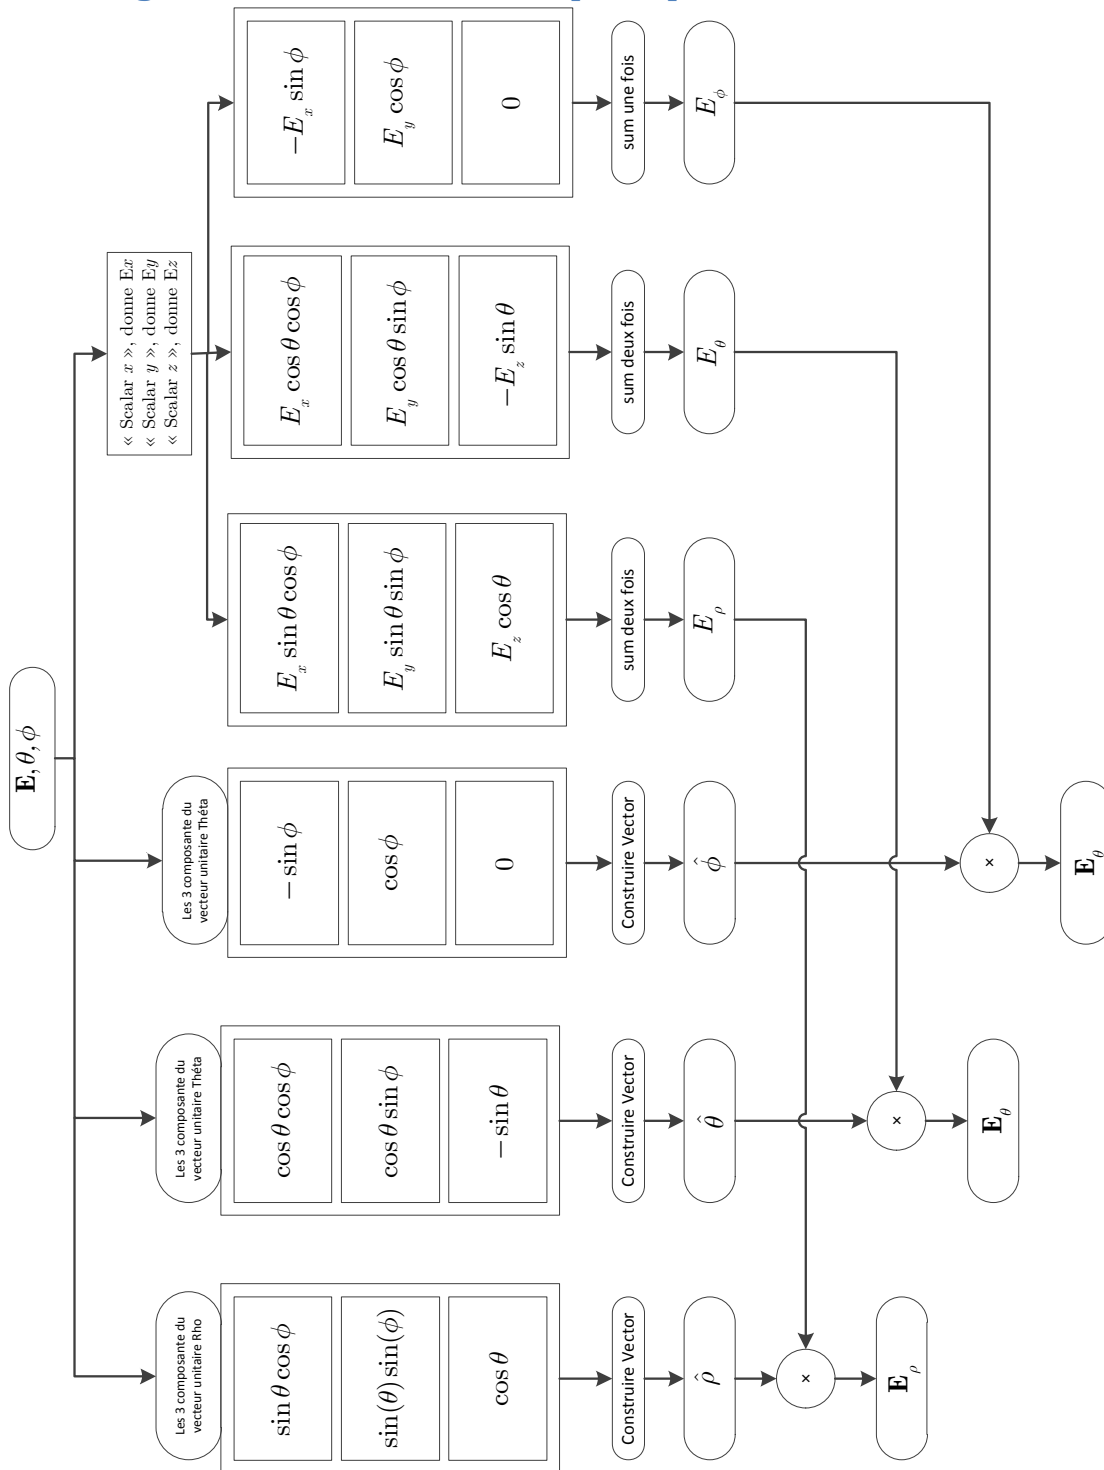 E, θ, ϕ
« Scalar x », donne Ex
« Scalar y », donne Ey
« Scalar z », donne Ez
Les 3 composante du
vecteur unitaire Rho
Les 3 composante du
vecteur unitaire Théta
Les 3 composante du
vecteur unitaire Théta
sin θ cos ϕ
sin(θ) sin(ϕ)
cos θ
cos θ cos ϕ
cos θ sin ϕ
− sin θ
− sin ϕ
cos ϕ
0
E_x sin θ cos ϕ
E_y sin θ sin ϕ
E_z cos θ
E_x cos θ cos ϕ
E_y cos θ sin ϕ
−E_z sin θ
−E_x sin ϕ
E_y cos ϕ
0
Construire Vector
Construire Vector
Construire Vector
sum deux fois
sum deux fois
sum une fois
ρ̂
θ̂
ϕ̂
E_ρ
E_θ
E_ϕ
×
×
×
E_ρ
E_θ
E_θ